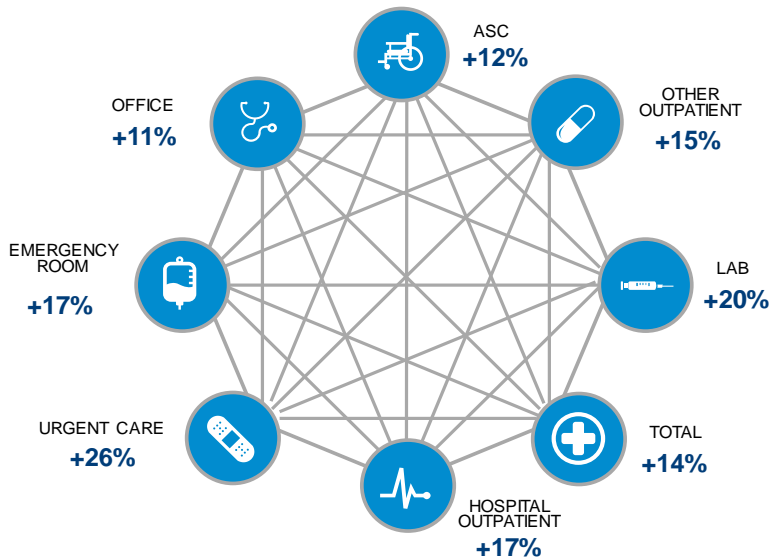 ASC
+12%
OTHER
OUTPATIENT
+15%
OFFICE
+11%
EMERGENCY
ROOM
+17%
LAB
+20%
URGENT CARE
+26%
TOTAL
+14%
HOSPITAL
OUTPATIENT
+17%